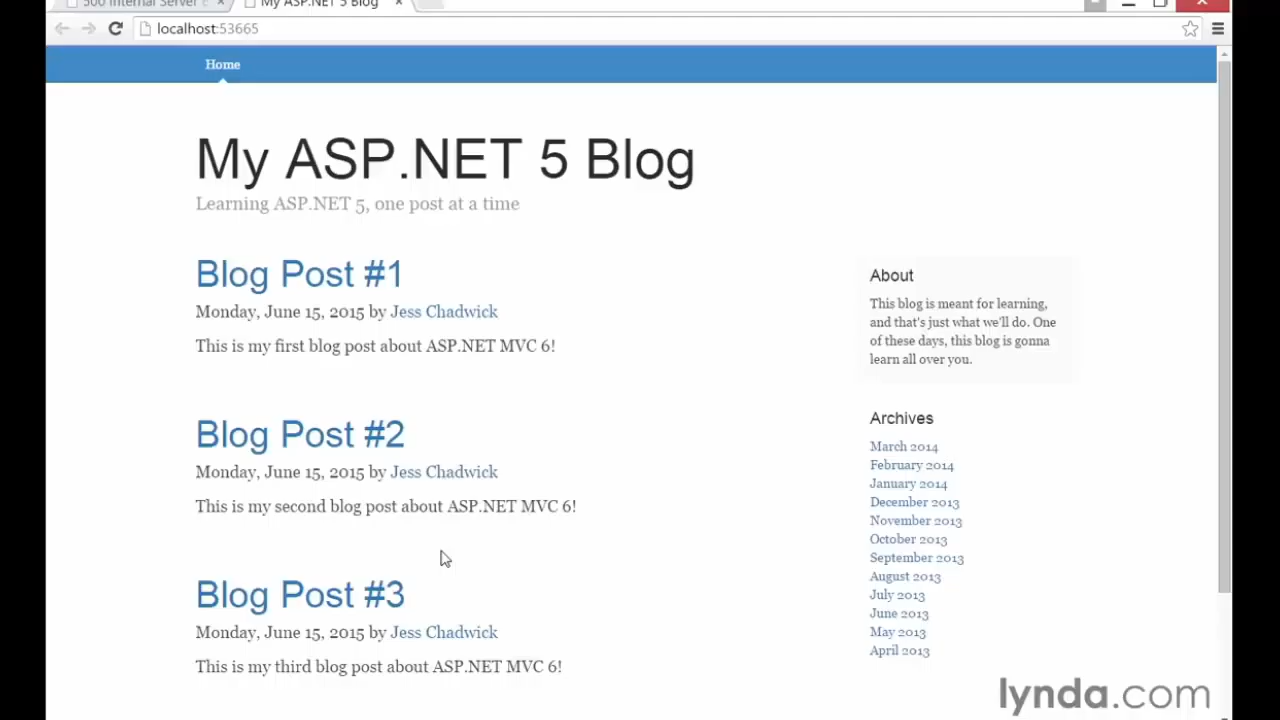 500 Internal Server
My ASP.NET 5 Blog
localhost:53665
Home
My ASP.NET 5 Blog
Learning ASP.NET 5, one post at a time
Blog Post #1
Monday, June 15, 2015 by Jess Chadwick
This is my first blog post about ASP.NET MVC 6!
Blog Post #2
Monday, June 15, 2015 by Jess Chadwick
This is my second blog post about ASP.NET MVC 6!
Blog Post #3
Monday, June 15, 2015 by Jess Chadwick
This is my third blog post about ASP.NET MVC 6!
About
This blog is meant for learning,
and that's just what we'll do. One
of these days, this blog is gonna
learn all over you.
Archives
March 2014
February 2014
January 2014
December 2013
November 2013
October 2013
September 2013
August 2013
July 2013
June 2013
May 2013
April 2013
lynda.com